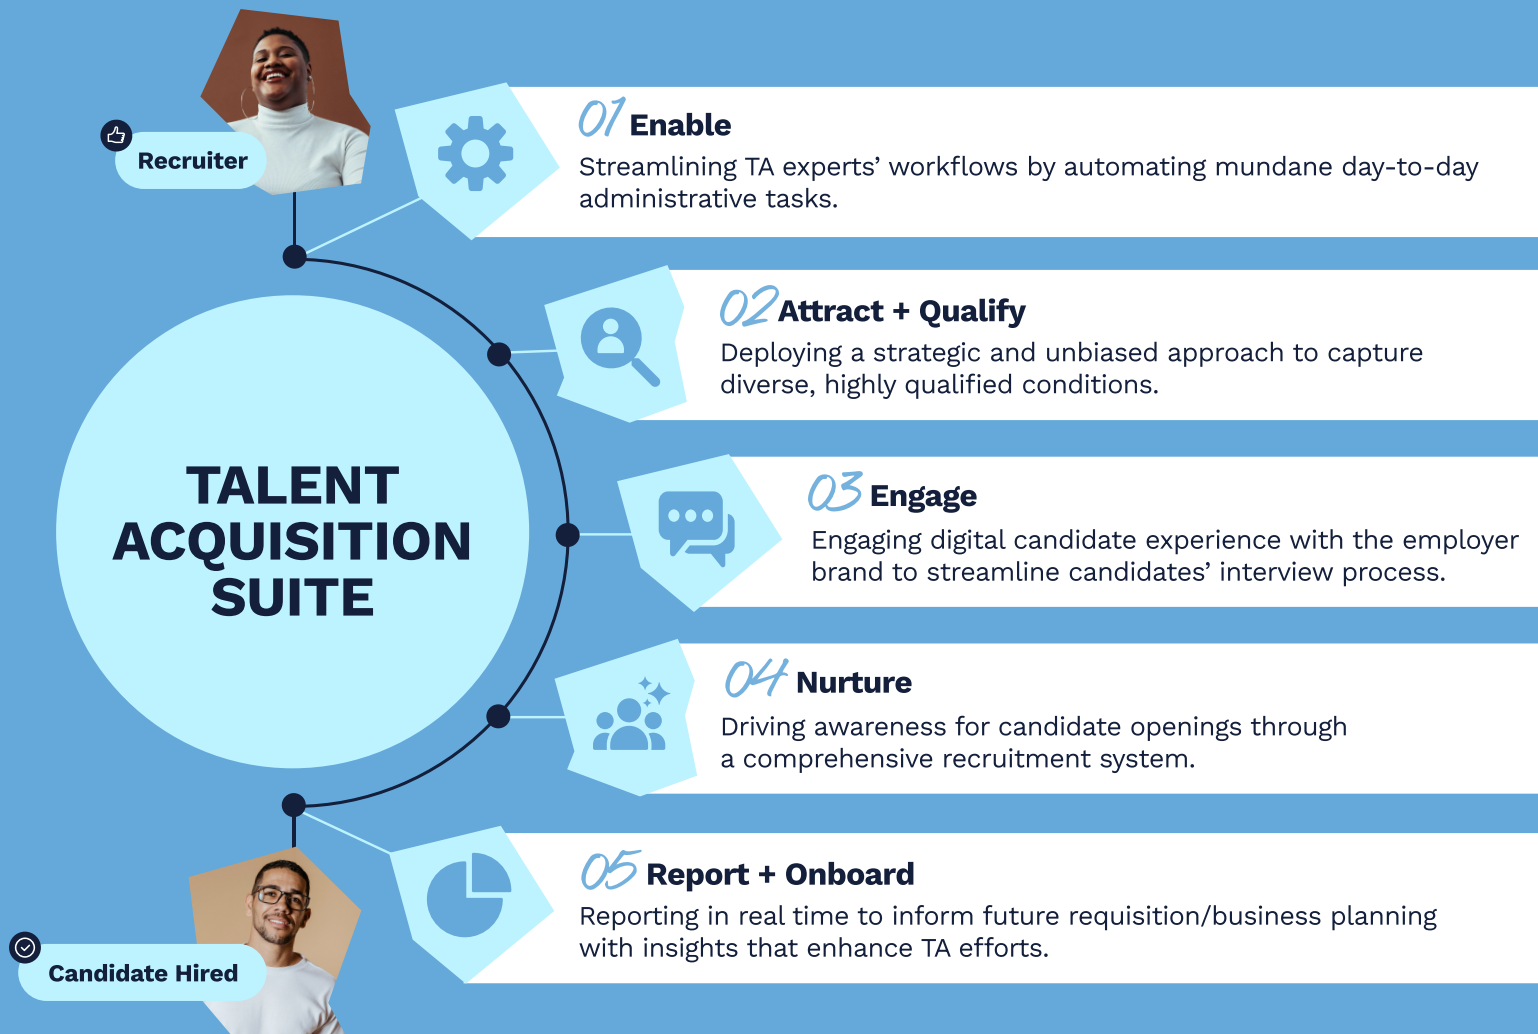 Recruiter
01 Enable
Streamlining TA experts’ workflows by automating mundane day-to-day
administrative tasks.
02 Attract + Qualify
Deploying a strategic and unbiased approach to capture
diverse, highly qualified conditions.
TALENT
ACQUISITION
SUITE
03 Engage
Engaging digital candidate experience with the employer
brand to streamline candidates’ interview process.
04 Nurture
Driving awareness for candidate openings through
a comprehensive recruitment system.
05 Report + Onboard
Reporting in real time to inform future requisition/business planning
with insights that enhance TA efforts.
Candidate Hired